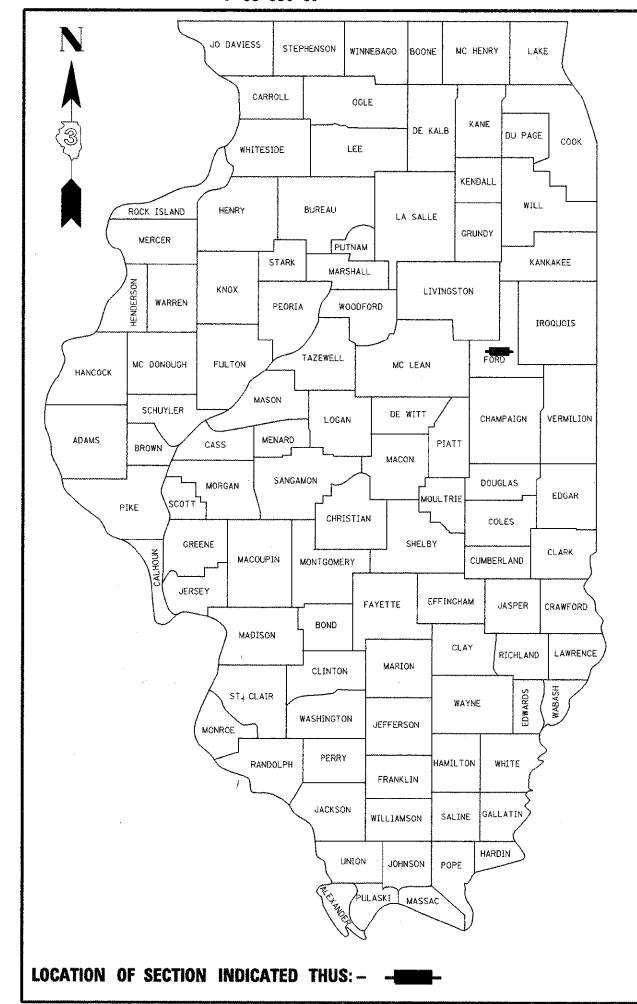 N
JO DAVIESS
STEPHENSON
WINNEBAGO
BOONE
MC HENRY
LAKE
CARROLL
OGLE
DE KALB
KANE
DU PAGE
COOK
WHITESIDE
LEE
KENDALL
WILL
ROCK ISLAND
HENRY
BUREAU
LA SALLE
GRUNDY
MERCER
PUTNAM
STARK
MARSHALL
KANKAKEE
HENDERSON
WARREN
KNOX
PEORIA
WOODFORD
LIVINGSTON
IROQUOIS
FORD
HANCOCK
MC DONOUGH
FULTON
TAZEWELL
MC LEAN
MASON
SCHUYLER
LOGAN
DE WITT
CHAMPAIGN
VERMILION
ADAMS
BROWN
CASS
MENARD
MACON
PIATT
MORGAN
SANGAMON
DOUGLAS
EDGAR
PIKE
SCOTT
CHRISTIAN
MOULTRIE
COLES
GREENE
MACOUPIN
MONTGOMERY
SHELBY
CUMBERLAND
CLARK
CALHOUN
JERSEY
FAYETTE
EFFINGHAM
JASPER
CRAWFORD
MADISON
BOND
CLAY
RICHLAND
LAWRENCE
CLINTON
MARION
ST. CLAIR
WAYNE
EDWARDS
WABASH
WASHINGTON
JEFFERSON
MONROE
RANDOLPH
PERRY
HAMILTON
WHITE
FRANKLIN
JACKSON
WILLIAMSON
SALINE
GALLATIN
UNION
JOHNSON
POPE
HARDIN
ALEXANDER
PULASKI
MASSAC
LOCATION OF SECTION INDICATED THUS: –